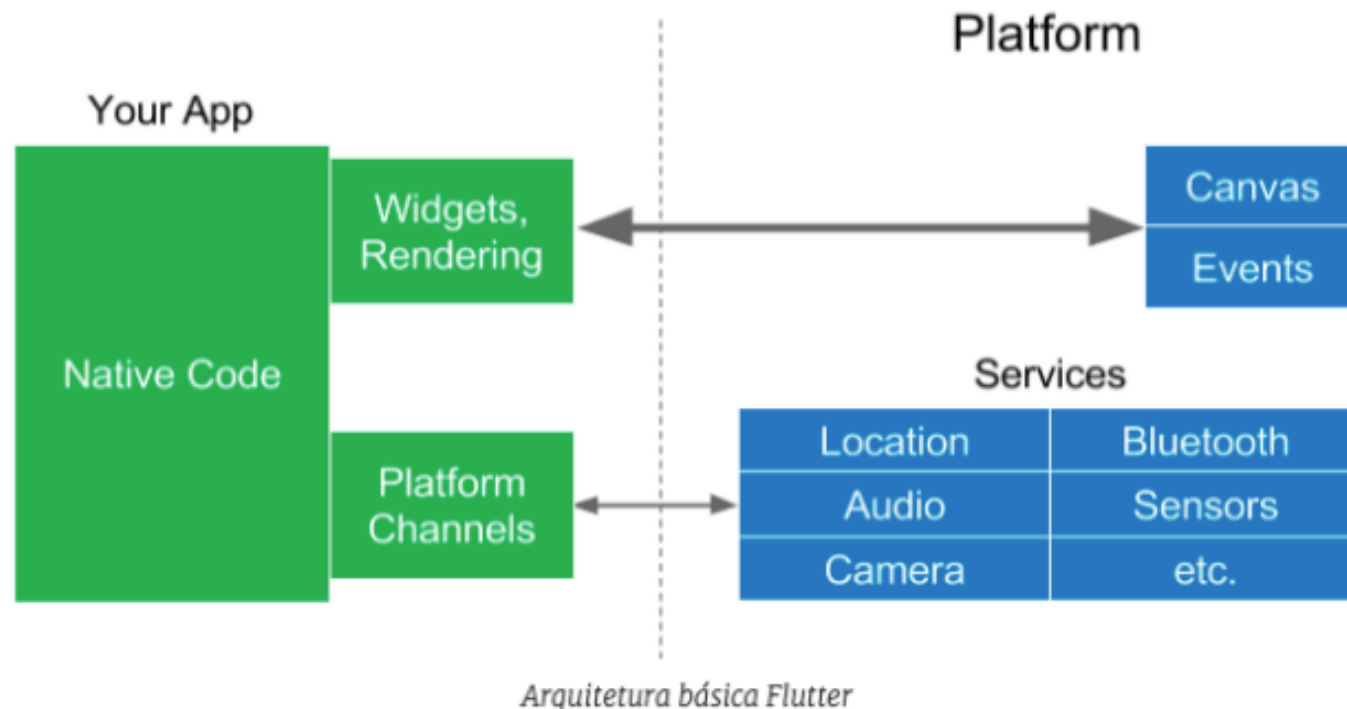 Platform
Your App
Widgets,
Rendering
Canvas
Events
Native Code
Services
Platform
Channels
Location
Bluetooth
Audio
Sensors
Camera
etc.
Arquitetura básica Flutter